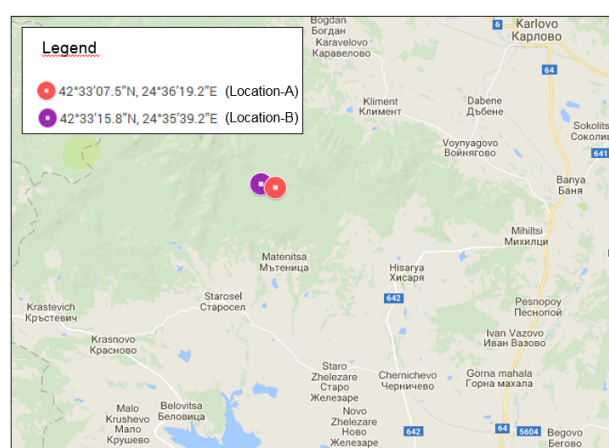 Legend
42°33'07.5"N, 24°36'19.2"E (Location-A)
42°33'15.8"N, 24°35'39.2"E (Location-B)
Bogdan
Богдан
Karavelovo
Каравелово
6
Karlovo
Карлово
64
Kliment
Климент
Dabene
Дъбене
Sokolits
Соколи
Voynyagovo
Войнягово
641
Banya
Баня
Mihiltsi
Михилци
Matenitsa
Мътеница
Hisarya
Хисаря
642
Starosel
Старосел
Krastevich
Кръстевич
Pesnopoy
Песнопой
Krasnovo
Красново
Ivan Vazovo
Иван Вазово
Staro
Zhelezare
Старо
Железаре
Chernichevo
Черничево
Gorna mahala
Горна махала
Malo
Krushevo
Мало
Крушево
Belovitsa
Беловица
Novo
Zhelezare
Ново
Железаре
642
64
5604
Begovo
Бегово